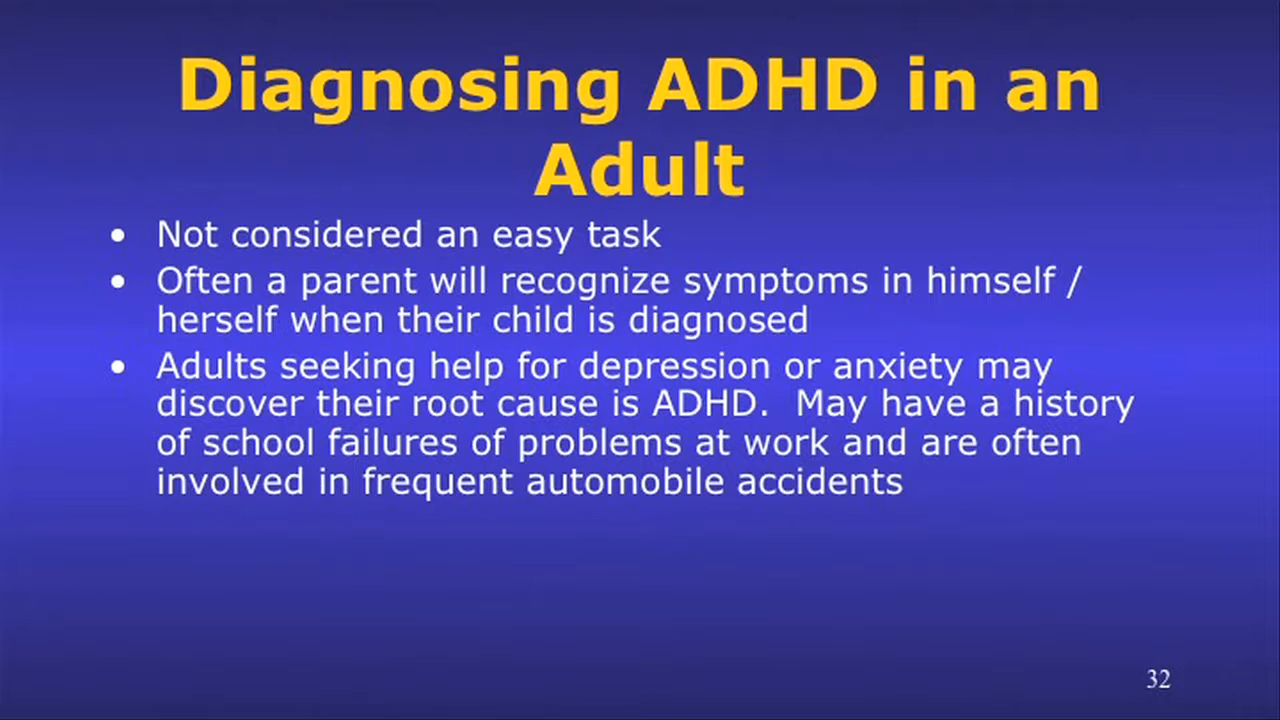 Diagnosing ADHD in an
Adult
• Not considered an easy task
• Often a parent will recognize symptoms in himself /
herself when their child is diagnosed
• Adults seeking help for depression or anxiety may
discover their root cause is ADHD.  May have a history
of school failures of problems at work and are often
involved in frequent automobile accidents
32